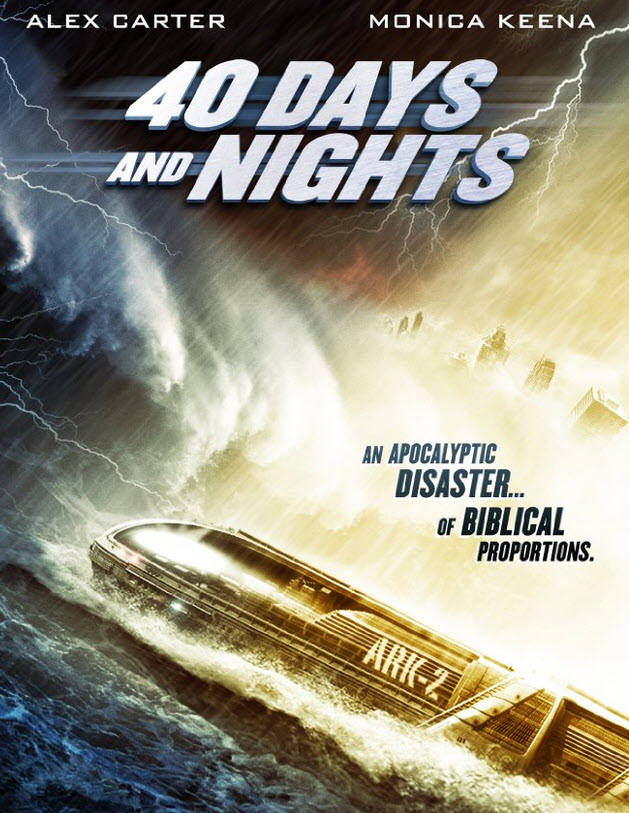 ALEX CARTER MONICA KEENA
40 DAYS
AND NIGHTS
AN APOCALYPTIC
DISASTER...
OF BIBLICAL
PROPORTIONS.
ARK-2